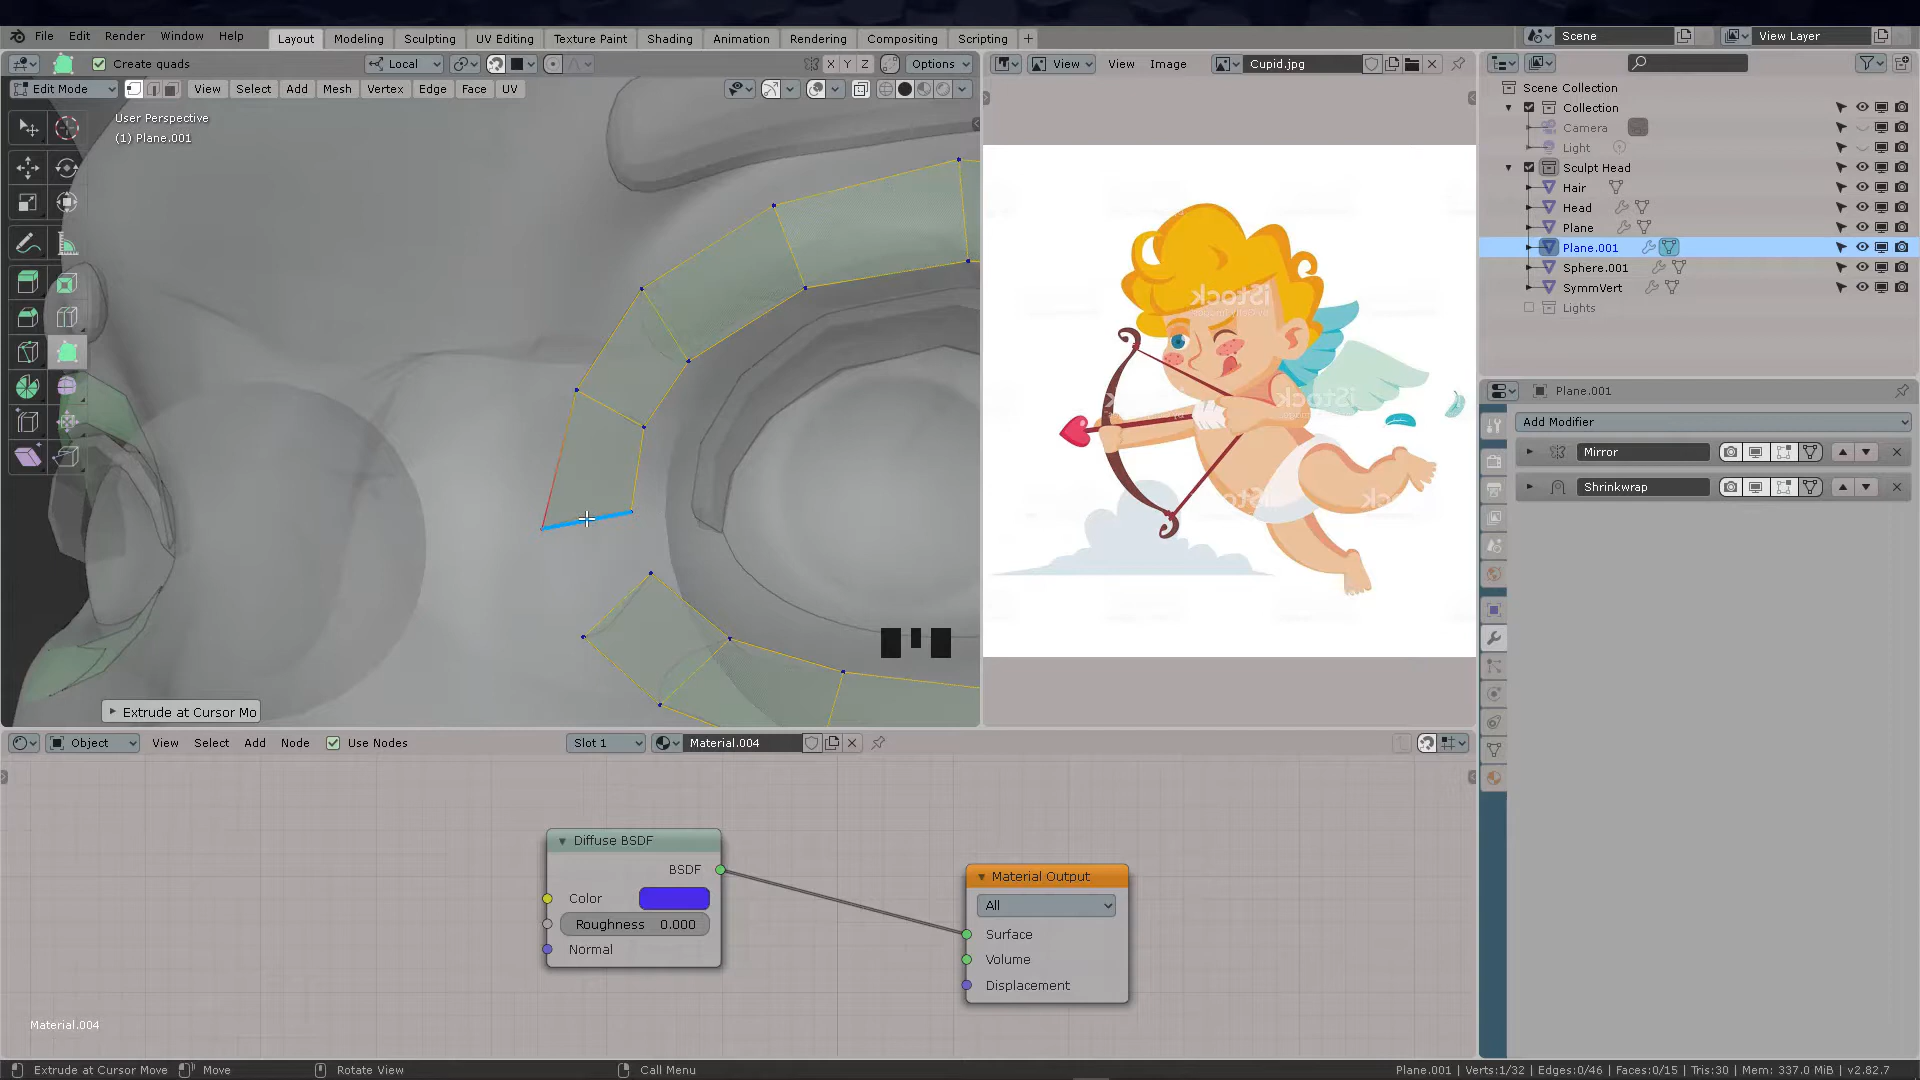 File Edit Render Window Help
Layout Modeling Sculpting UV Editing Texture Paint Shading Animation Rendering Compositing Scripting +
Scene
View Layer
Create quads
Local
X Y Z
Options
Edit Mode
View Select Add Mesh Vertex Edge Face UV
User Perspective
(1) Plane.001
Extrude at Cursor Mo
View
View Image
Cupid.jpg
iStock
iStock
iStock
iStock
Scene Collection
Collection
Camera
Light
Sculpt Head
Hair
Head
Plane
Plane.001
Sphere.001
SymmVert
Lights
Plane.001
Add Modifier
Mirror
Shrinkwrap
Object
View Select Add Node
Use Nodes
Slot 1
Material.004
Diffuse BSDF
BSDF
Color
Roughness 0.000
Normal
Material Output
All
Surface
Volume
Displacement
Material.004
Extrude at Cursor Move
Move
Rotate View
Call Menu
Plane.001 | Verts:1/32 | Edges:0/46 | Faces:0/15 | Tris:30 | Mem: 337.0 MiB | v2.82.7